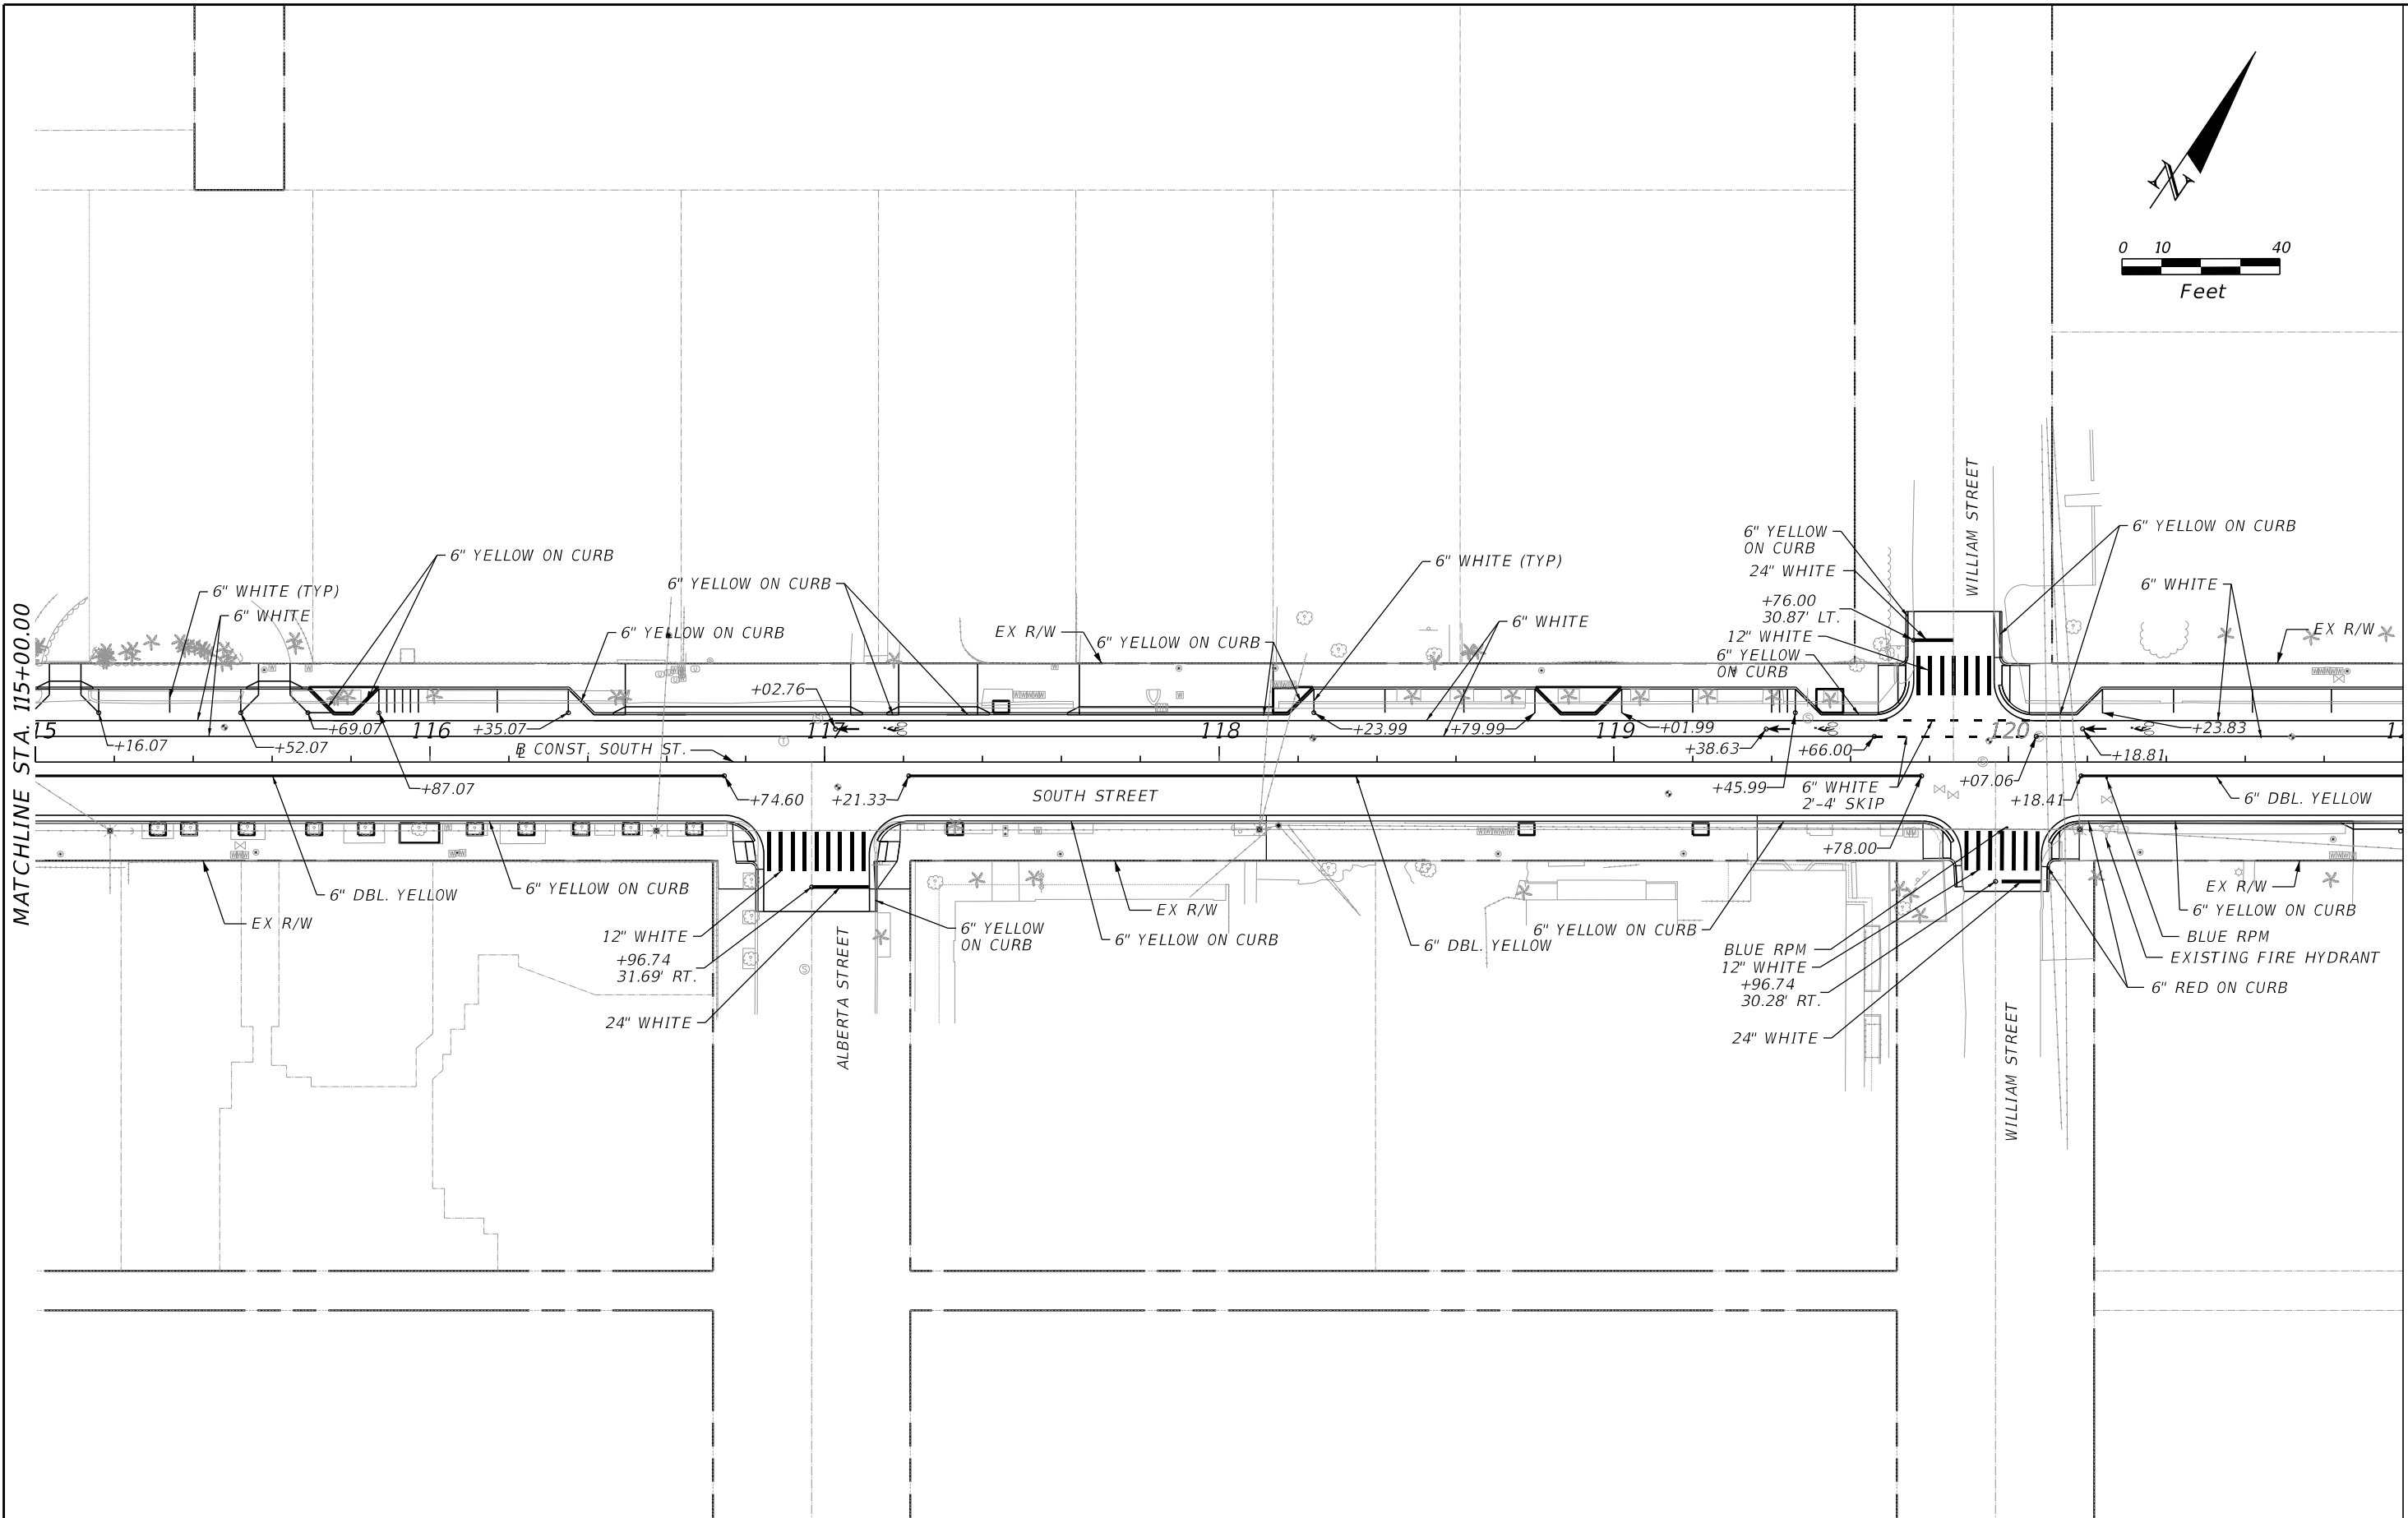 0 10 40
Feet
N
MATCHLINE STA. 115+00.00
6" WHITE (TYP)
6" WHITE
6" YELLOW ON CURB
6" YELLOW ON CURB
6" YELLOW ON CURB
EX R/W
6" YELLOW ON CURB
6" WHITE (TYP)
6" WHITE
6" YELLOW
ON CURB
24" WHITE
+76.00
30.87' LT.
12" WHITE
6" YELLOW
ON CURB
WILLIAM STREET
6" YELLOW ON CURB
6" WHITE
EX R/W
15
+16.07
+52.07
+69.07
116
+87.07
+35.07
+02.76
117
118
+23.99
+79.99
119
+01.99
+38.63
+66.00
120
+23.83
+18.81
+07.06
B CONST. SOUTH ST.
+74.60
+21.33
SOUTH STREET
+45.99
6" WHITE
2'-4' SKIP
+18.41
6" DBL. YELLOW
+78.00
6" DBL. YELLOW
6" YELLOW ON CURB
EX R/W
12" WHITE
+96.74
31.69' RT.
24" WHITE
ALBERTA STREET
6" YELLOW
ON CURB
EX R/W
6" YELLOW ON CURB
6" DBL. YELLOW
6" YELLOW ON CURB
BLUE RPM
12" WHITE
+96.74
30.28' RT.
24" WHITE
WILLIAM STREET
EX R/W
6" YELLOW ON CURB
BLUE RPM
EXISTING FIRE HYDRANT
6" RED ON CURB